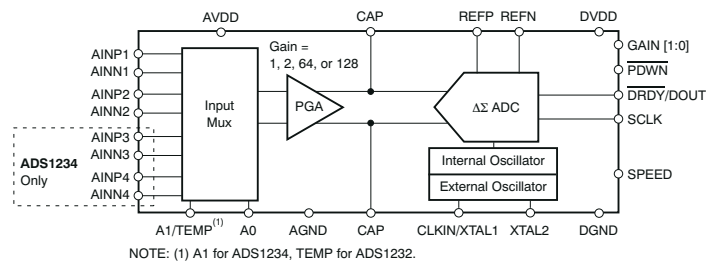 AVDD
CAP
REFP
REFN
DVDD
AINP1
AINN1
AINP2
AINN2
AINP3
AINN3
AINP4
AINN4
ADS1234
Only
Input
Mux
Gain =
1, 2, 64, or 128
PGA
ΔΣ ADC
Internal Oscillator
External Oscillator
GAIN [1:0]
PDWN
DRDY/DOUT
SCLK
SPEED
A1/TEMP(1)
A0
AGND
CAP
CLKIN/XTAL1
XTAL2
DGND
NOTE: (1) A1 for ADS1234, TEMP for ADS1232.